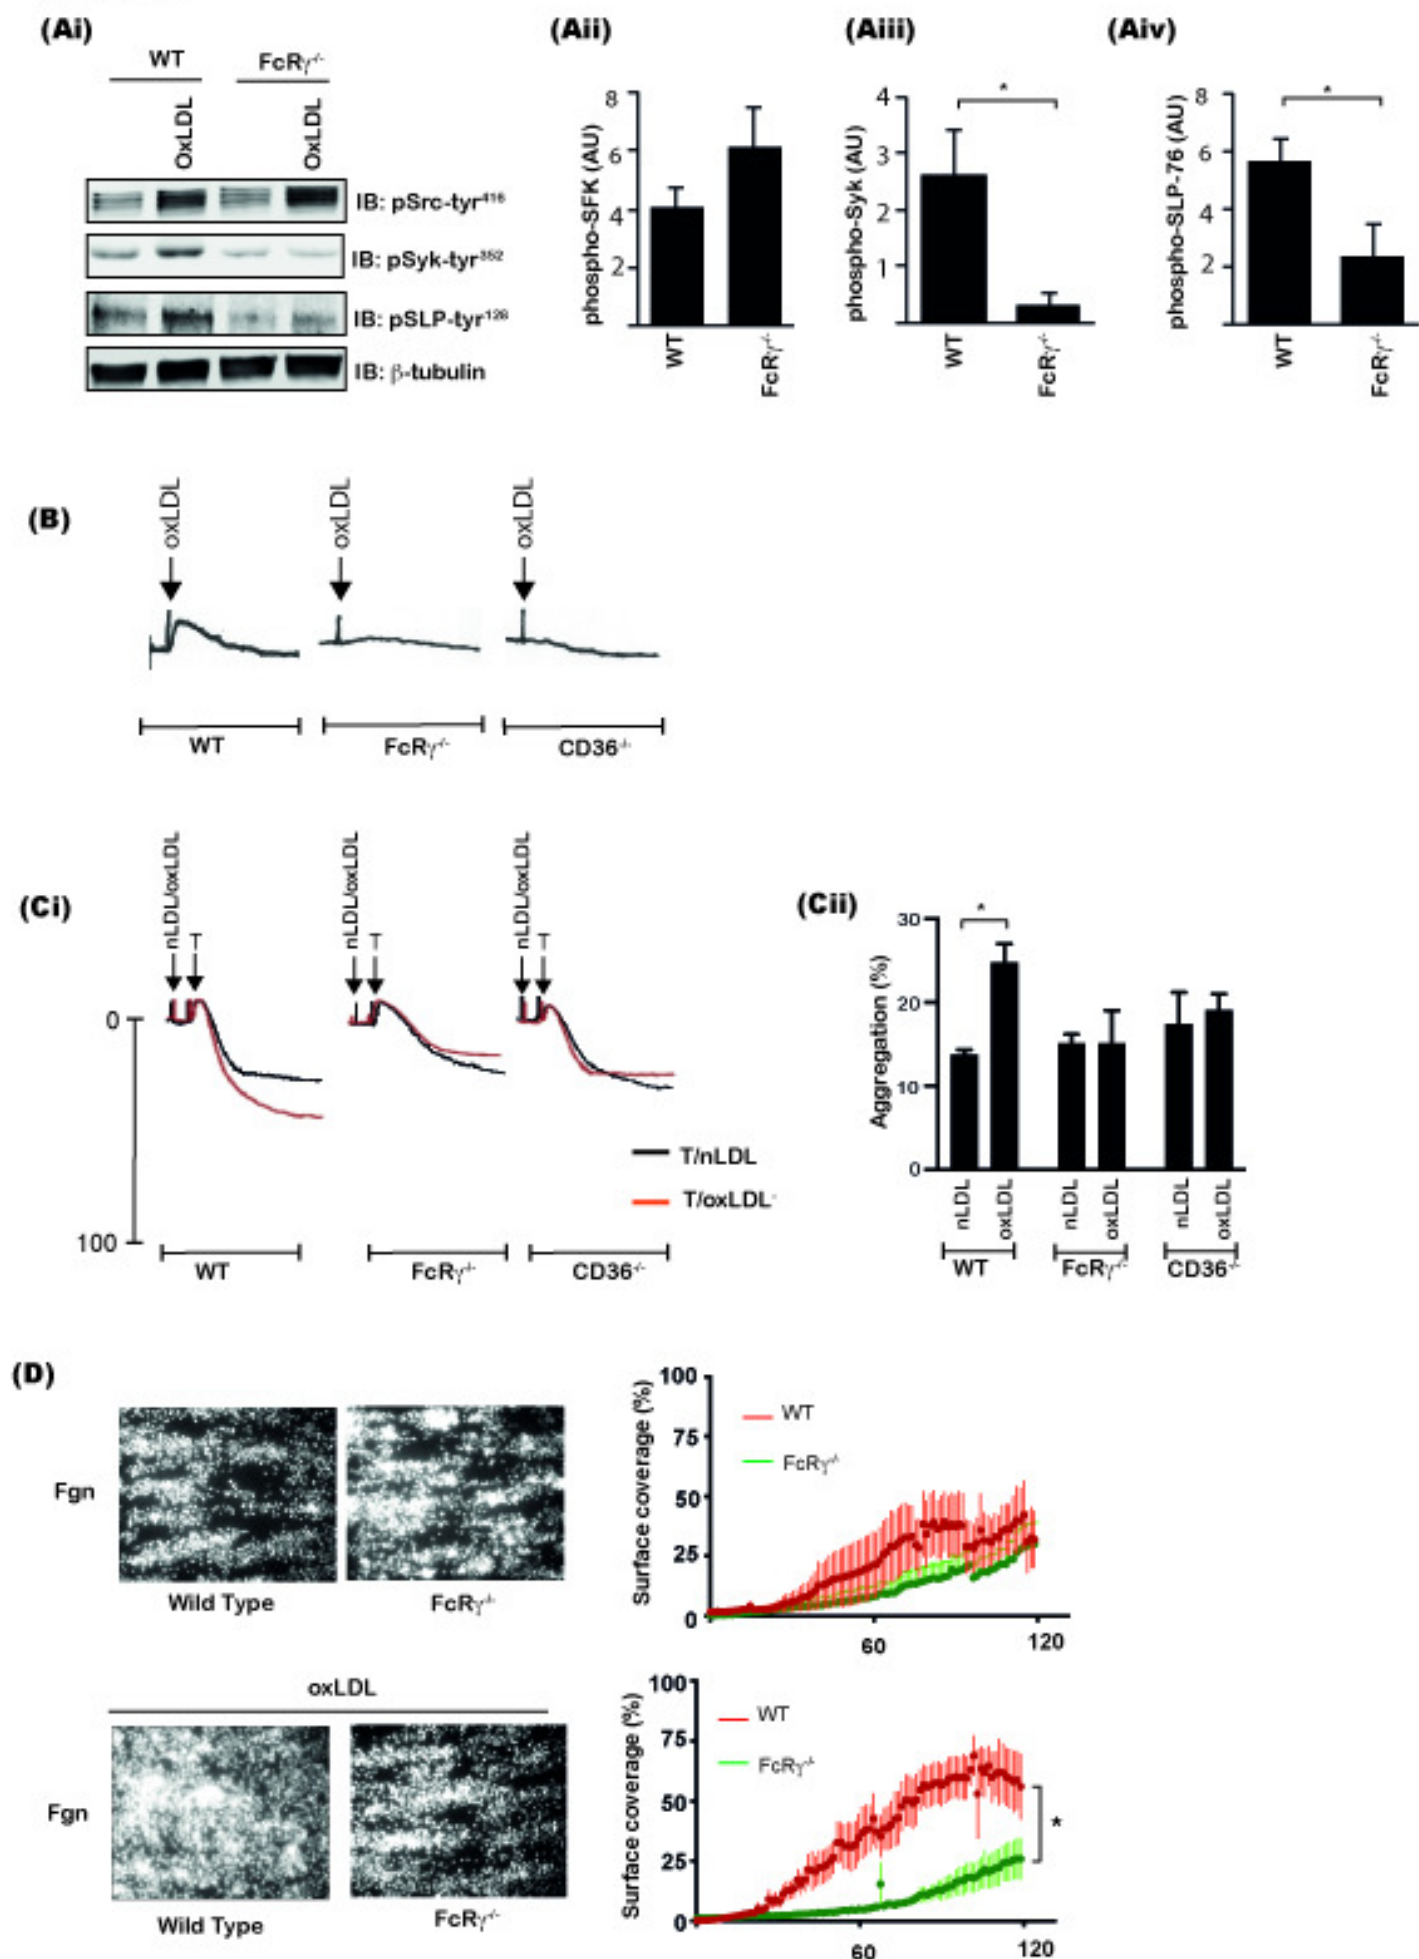 (Ai)
WT FcRγ-/-
OxLDL OxLDL
IB: pSrc-tyr416
IB: pSyk-tyr352
IB: pSLP-tyr128
IB: β-tubulin
(Aii)
phospho-SFK (AU)
8
6
4
2
WT FcRγ-/-
(Aiii)
phospho-Syk (AU)
4
3
2
1
*
WT FcRγ-/-
(Aiv)
phospho-SLP-76 (AU)
8
6
4
2
*
WT FcRγ-/-
(B)
oxLDL oxLDL oxLDL
WT FcRγ-/- CD36-/-
(Ci)
nLDL/oxLDL T nLDL/oxLDL T nLDL/oxLDL T
0
100
T/nLDL
T/oxLDL
WT FcRγ-/- CD36-/-
(Cii)
Aggregation (%)
30
20
10
0
*
nLDL oxLDL nLDL oxLDL nLDL oxLDL
WT FcRγ-/- CD36-/-
(D)
Fgn
Wild Type FcRγ-/-
Surface coverage (%)
100
75
50
25
0
WT
FcRγ-/-
60 120
oxLDL
Fgn
Wild Type FcRγ-/-
Surface coverage (%)
100
75
50
25
0
WT
FcRγ-/-
*
60 120